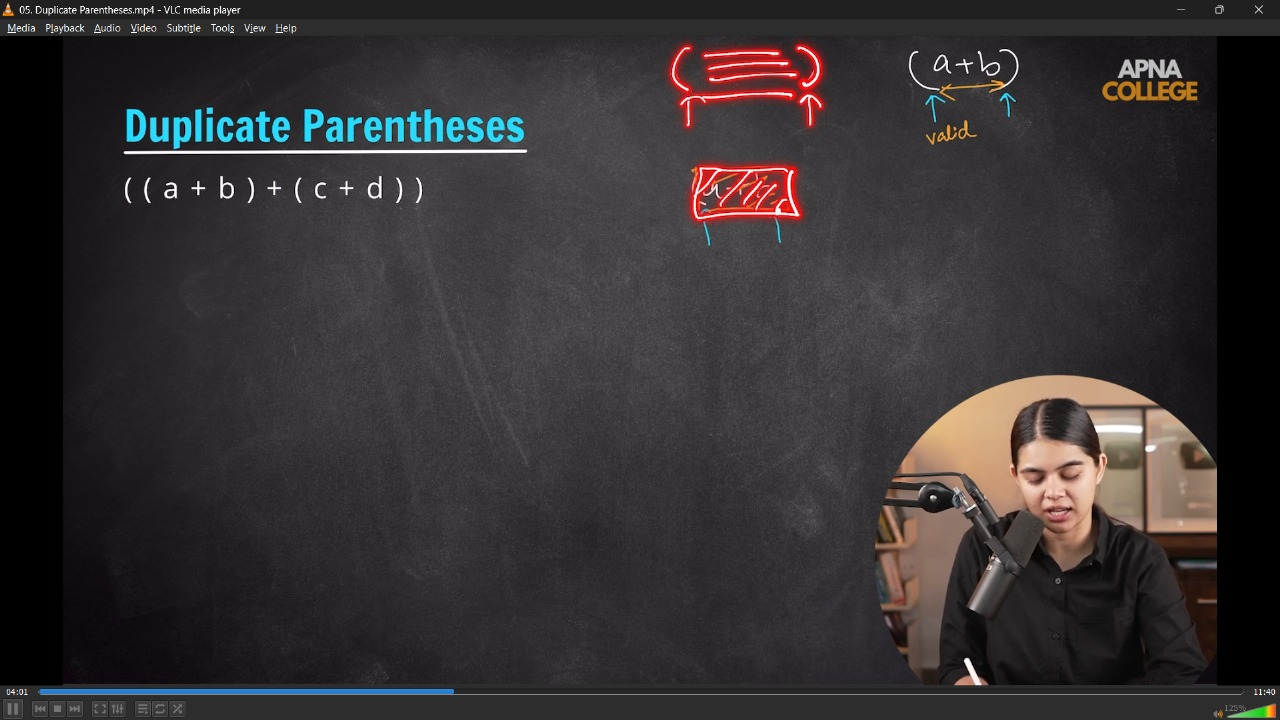 05. Duplicate Parentheses.mp4 - VLC media player
Media Playback Audio Video Subtitle Tools View Help
(a+b)
valid
APNA
COLLEGE
Duplicate Parentheses
( ( a + b ) + ( c + d ) )
04:01
11:40
125%